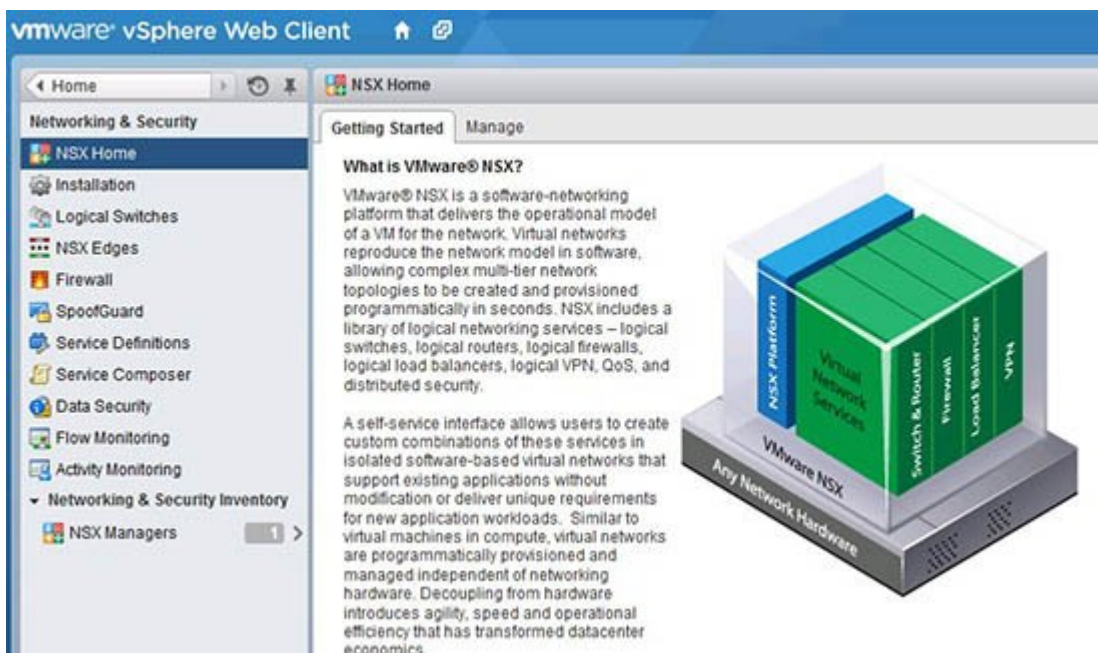 vmware® vSphere Web Client
Home
NSX Home
Networking & Security
NSX Home
Installation
Logical Switches
NSX Edges
Firewall
SpoofGuard
Service Definitions
Service Composer
Data Security
Flow Monitoring
Activity Monitoring
Networking & Security Inventory
NSX Managers 1
Getting Started Manage
What is VMware® NSX?
VMware® NSX is a software-networking
platform that delivers the operational model
of a VM for the network. Virtual networks
reproduce the network model in software,
allowing complex multi-tier network
topologies to be created and provisioned
programmatically in seconds. NSX includes a
library of logical networking services – logical
switches, logical routers, logical firewalls,
logical load balancers, logical VPN, QoS, and
distributed security.
A self-service interface allows users to create
custom combinations of these services in
isolated software-based virtual networks that
support existing applications without
modification or deliver unique requirements
for new application workloads. Similar to
virtual machines in compute, virtual networks
are programmatically provisioned and
managed independent of networking
hardware. Decoupling from hardware
introduces agility, speed and operational
efficiency that has transformed datacenter
economics.
NSX Platform
Virtual
Network
Services
Switch & Router
Firewall
Load Balancer
VPN
VMware NSX
Any Network Hardware